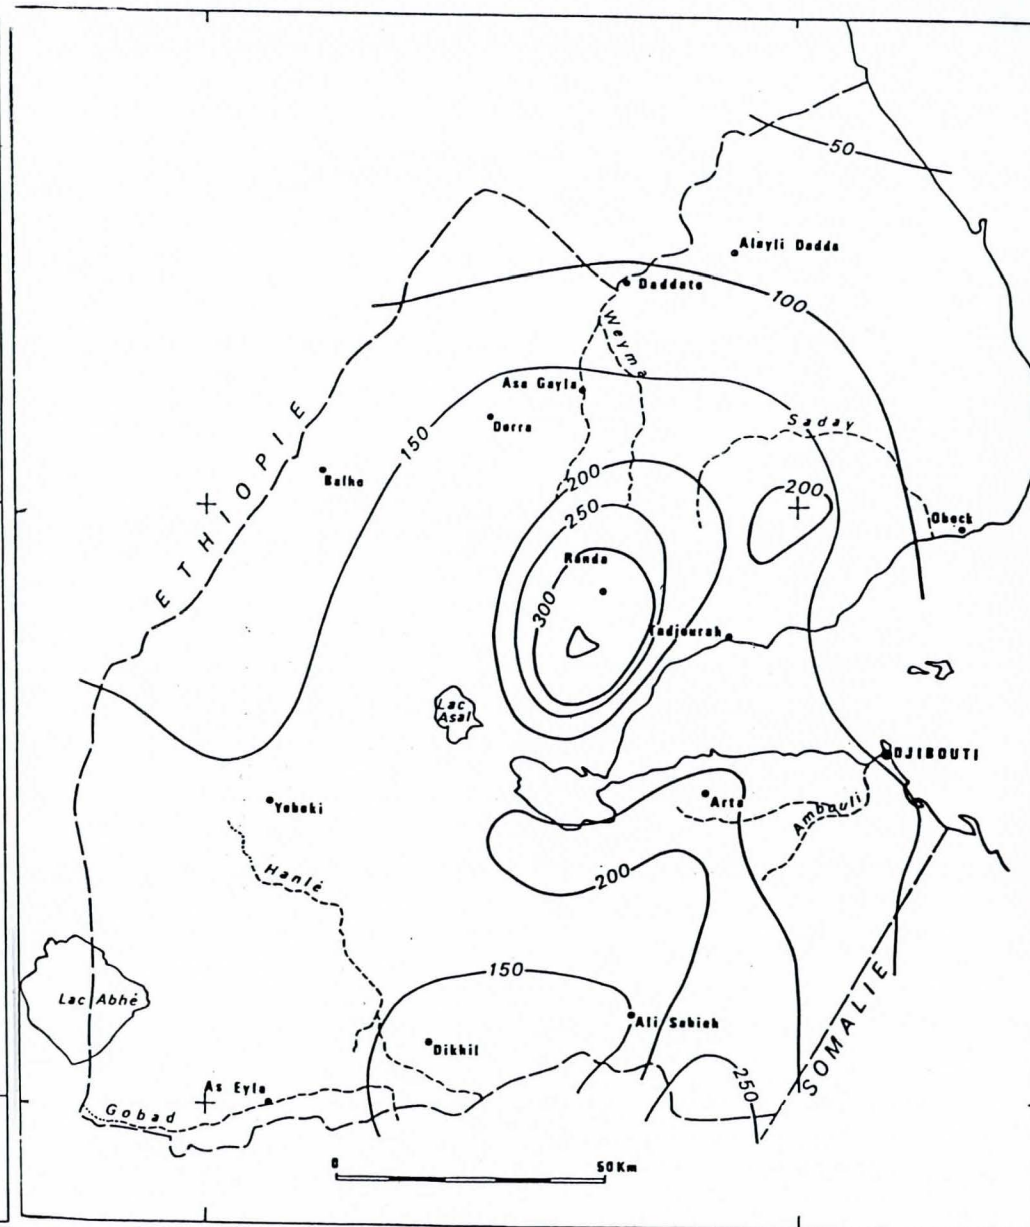 50
Alayli Dadda
Daddato
100
Weyma
Asa Gayla
Dorra
150
Saday
ETHIOPIE
Balho
200
200
250
Obock
Randa
300
Tadjourah
Lac
Asal
DJIBOUTI
Yoboki
Arta
Ambouli
Hanlé
200
150
SOMALIE
Lac Abhé
Ali Sabieh
Dikhil
As Eyla
250
Gobad
0
50Km